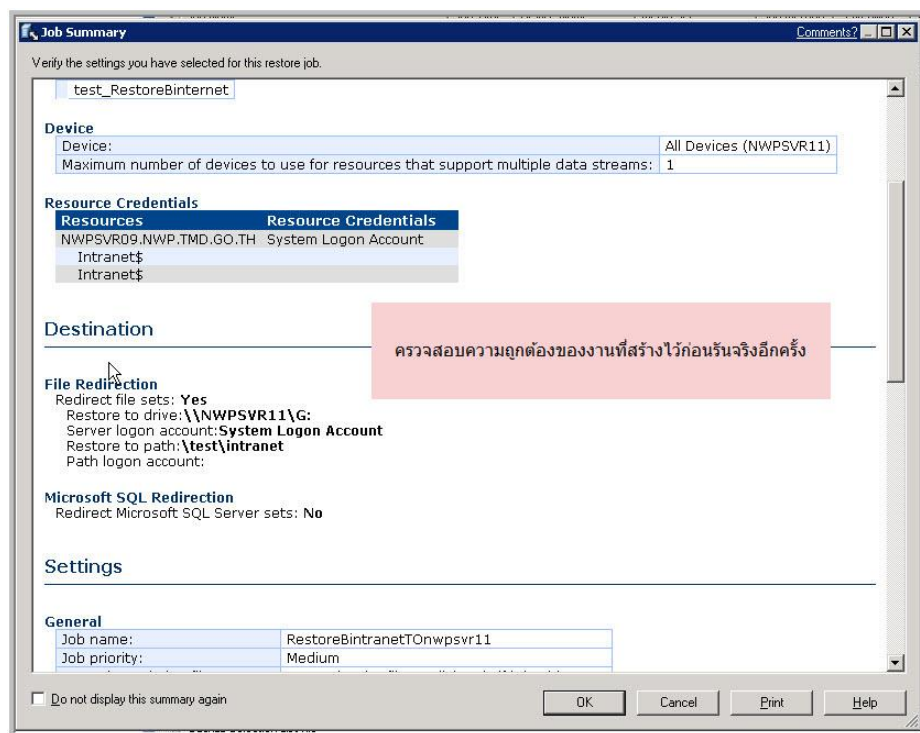 Job Summary
Comments?
Verify the settings you have selected for this restore job.
test_RestoreBinternet
Device
Device: All Devices (NWPSVR11)
Maximum number of devices to use for resources that support multiple data streams: 1
Resource Credentials
Resources Resource Credentials
NWPSVR09.NWP.TMD.GO.TH System Logon Account
Intranet$
Intranet$
Destination
ตรวจสอบความถูกต้องของงานที่สร้างไว้ก่อนรันจริงอีกครั้ง
File Redirection
Redirect file sets: Yes
Restore to drive:\\NWPSVR11\G:
Server logon account:System Logon Account
Restore to path:\test\intranet
Path logon account:
Microsoft SQL Redirection
Redirect Microsoft SQL Server sets: No
Settings
General
Job name: RestoreBintranetTOnwpsvr11
Job priority: Medium
Do not display this summary again
OK Cancel Print Help